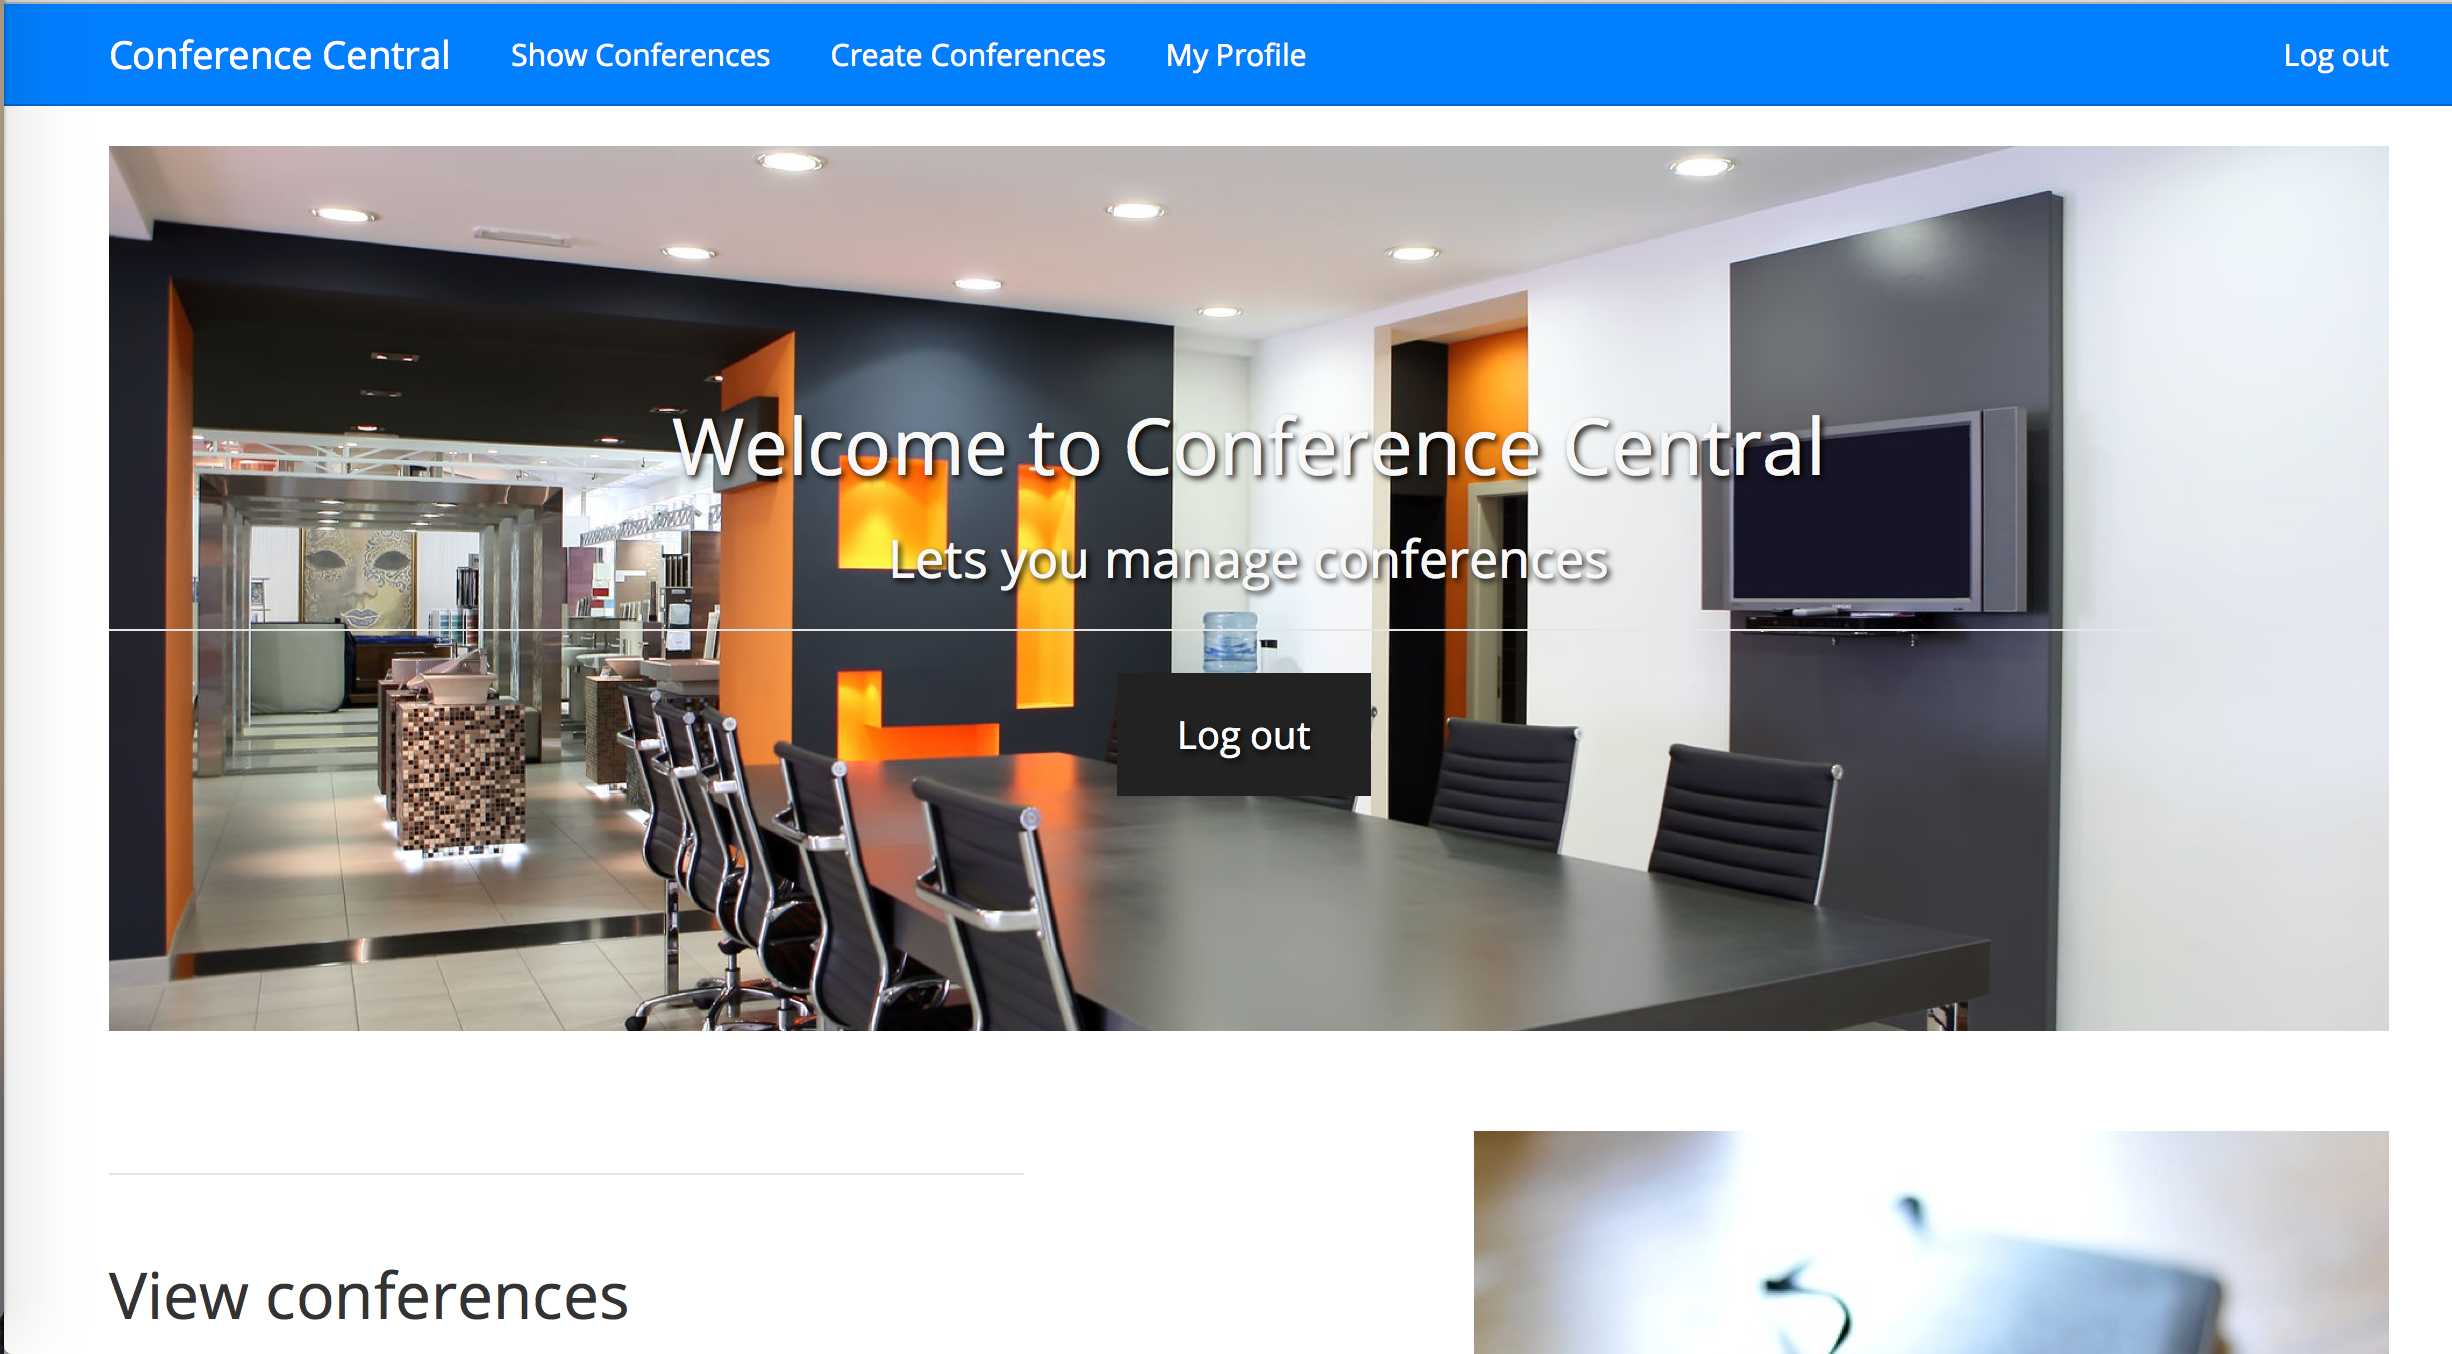 Conference Central Show Conferences Create Conferences My Profile Log out
Welcome to Conference Central
Lets you manage conferences
Log out
View conferences